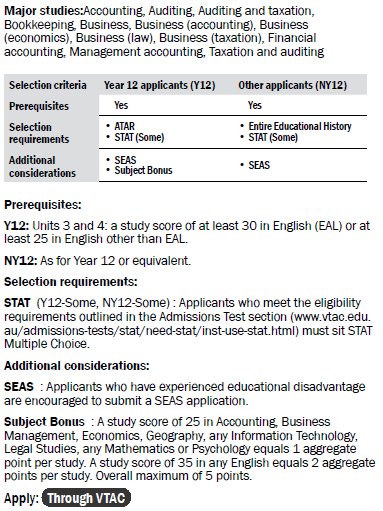 Major studies:Accounting, Auditing, Auditing and taxation,
Bookkeeping, Business, Business (accounting), Business
(economics), Business (law), Business (taxation), Financial
accounting, Management accounting, Taxation and auditing
Selection criteria Year 12 applicants (Y12) Other applicants (NY12)
Prerequisites Yes Yes
Selection requirements • ATAR • STAT (Some) • Entire Educational History • STAT (Some)
Additional considerations • SEAS • Subject Bonus • SEAS
Prerequisites:
Y12: Units 3 and 4: a study score of at least 30 in English (EAL) or at
least 25 in English other than EAL.
NY12: As for Year 12 or equivalent.
Selection requirements:
STAT (Y12-Some, NY12-Some) : Applicants who meet the eligibility
requirements outlined in the Admissions Test section (www.vtac.edu.
au/admissions-tests/stat/need-stat/inst-use-stat.html) must sit STAT
Multiple Choice.
Additional considerations:
SEAS : Applicants who have experienced educational disadvantage
are encouraged to submit a SEAS application.
Subject Bonus : A study score of 25 in Accounting, Business
Management, Economics, Geography, any Information Technology,
Legal Studies, any Mathematics or Psychology equals 1 aggregate
point per study. A study score of 35 in any English equals 2 aggregate
points per study. Overall maximum of 5 points.
Apply: Through VTAC